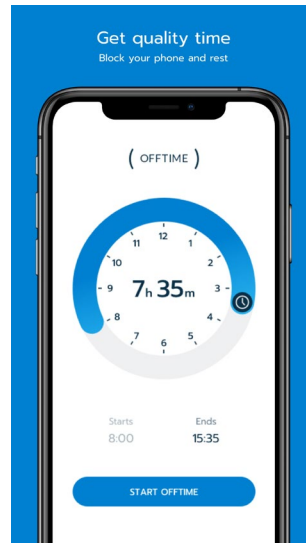 Get quality time
Block your phone and rest
( OFFTIME )
12
1
2
3
4
5
6
7
8
9
10
11
7h 35m
Starts
Ends
8:00
15:35
START OFFTIME